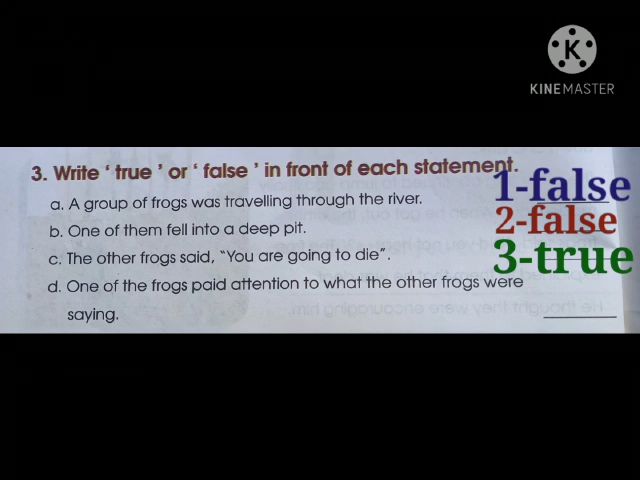 KINEMASTER
3. Write ‘ true ’ or ‘ false ’ in front of each statement.
1-false
a. A group of frogs was travelling through the river.
2-false
b. One of them fell into a deep pit.
3-true
c. The other frogs said, “You are going to die”.
d. One of the frogs paid attention to what the other frogs were
saying.